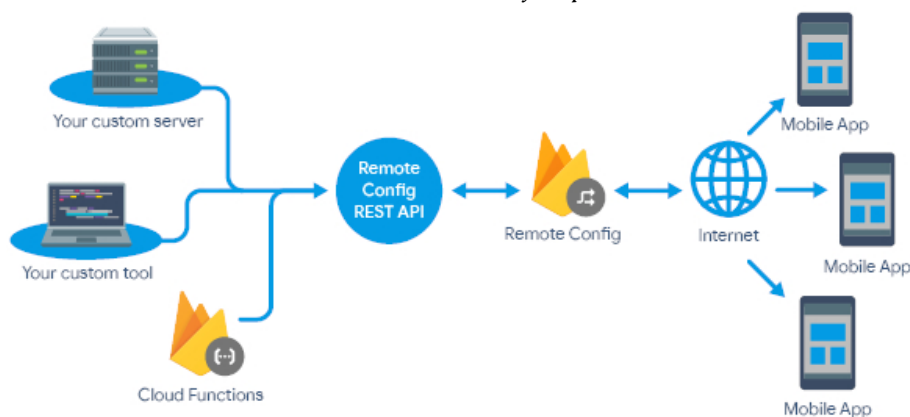 Your custom server
Mobile App
Remote
Config
REST API
Remote Config
Internet
Mobile App
Your custom tool
Cloud Functions
Mobile App